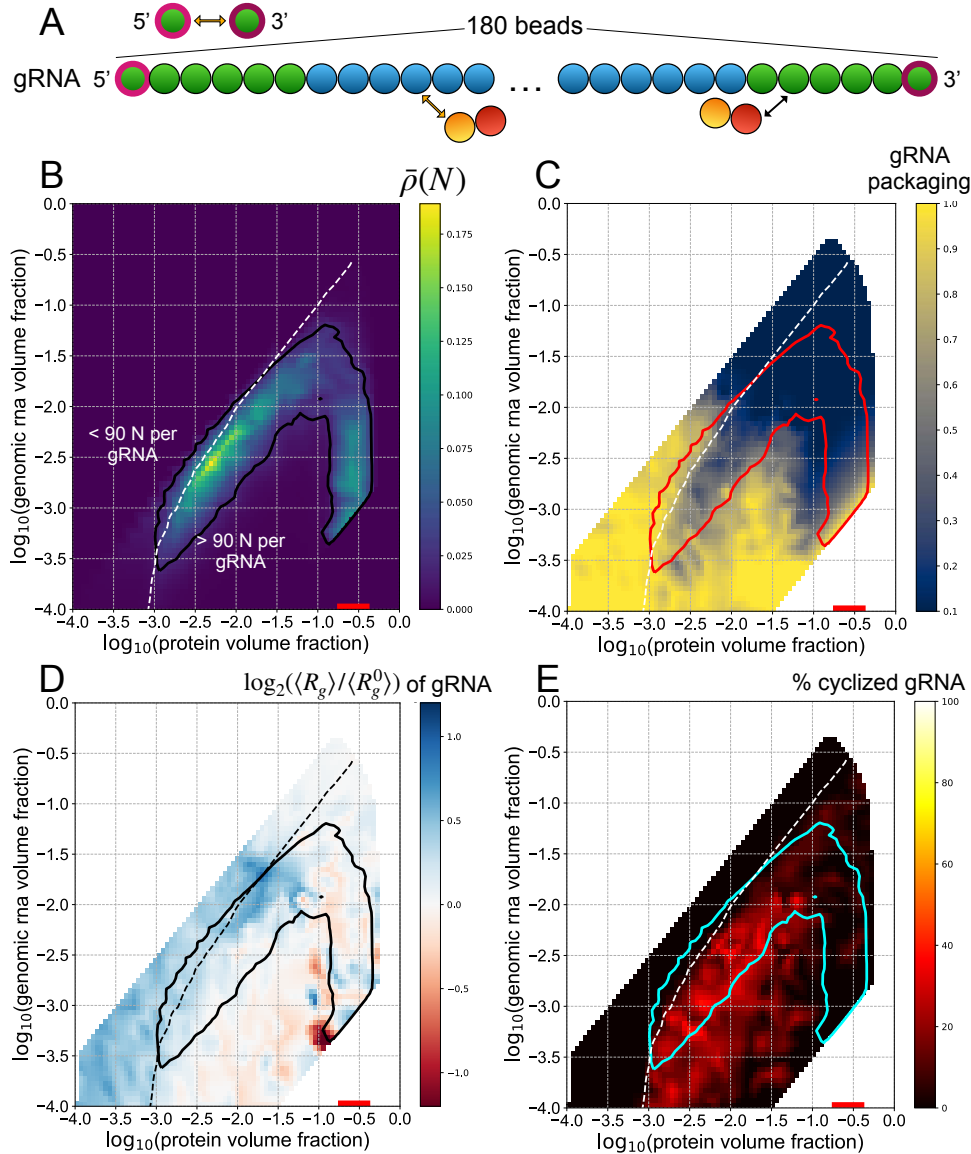 A
5’ 3’
180 beads
gRNA 5’ ... 3’
B
ρ̄(N)
0.0
−0.5
−1.0
−1.5
−2.0
−2.5
−3.0
−3.5
−4.0
log10(genomic rna volume fraction)
< 90 N per
gRNA
> 90 N per
gRNA
−4.0 −3.5 −3.0 −2.5 −2.0 −1.5 −1.0 −0.5 0.0
log10(protein volume fraction)
0.175
0.150
0.125
0.100
0.075
0.050
0.025
0.000
C
gRNA
packaging
0.0
−0.5
−1.0
−1.5
−2.0
−2.5
−3.0
−3.5
−4.0
log10(genomic rna volume fraction)
−4.0 −3.5 −3.0 −2.5 −2.0 −1.5 −1.0 −0.5 0.0
log10(protein volume fraction)
1.0
0.9
0.8
0.7
0.6
0.5
0.4
0.3
0.2
0.1
D
log2(⟨Rg⟩/⟨Rg0⟩) of gRNA
0.0
−0.5
−1.0
−1.5
−2.0
−2.5
−3.0
−3.5
−4.0
log10(genomic rna volume fraction)
−4.0 −3.5 −3.0 −2.5 −2.0 −1.5 −1.0 −0.5 0.0
log10(protein volume fraction)
1.0
0.5
0.0
−0.5
−1.0
E
% cyclized gRNA
0.0
−0.5
−1.0
−1.5
−2.0
−2.5
−3.0
−3.5
−4.0
log10(genomic rna volume fraction)
−4.0 −3.5 −3.0 −2.5 −2.0 −1.5 −1.0 −0.5 0.0
log10(protein volume fraction)
100
80
60
40
20
0